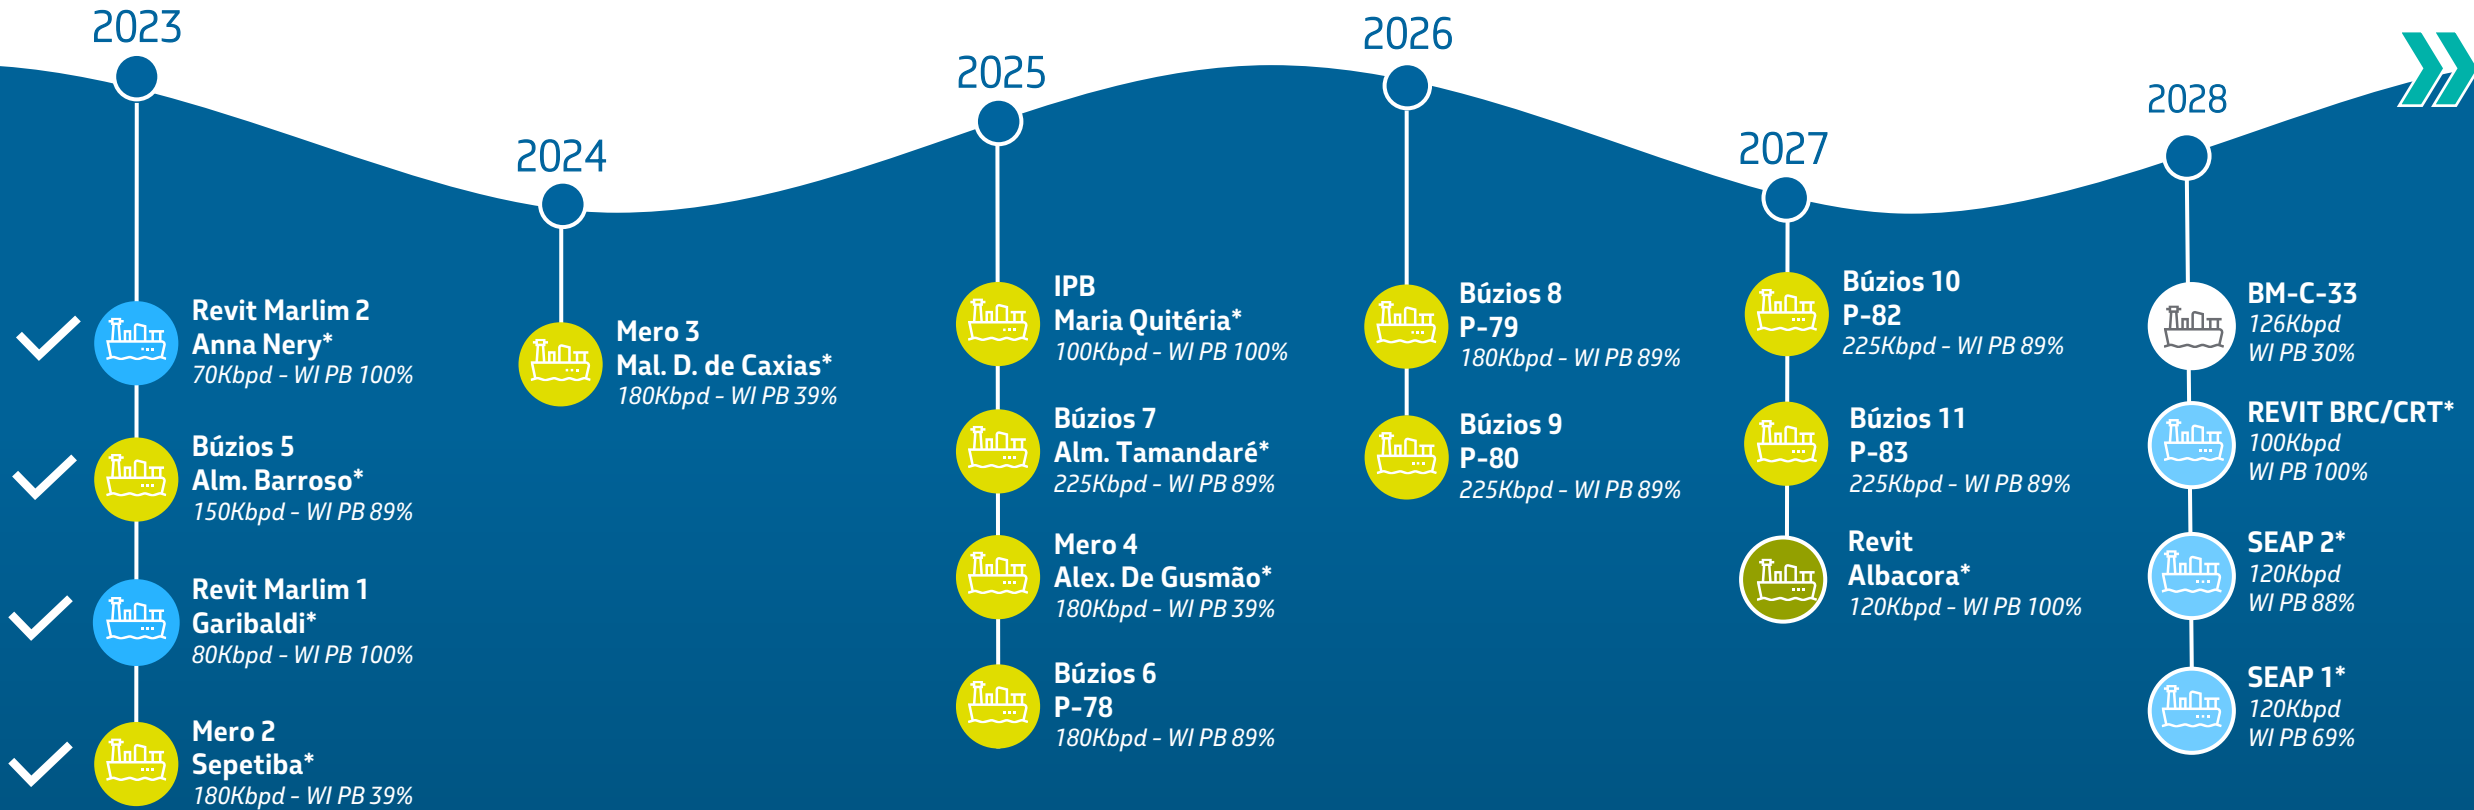 2023
Revit Marlim 2
Anna Nery*
70Kbpd - WI PB 100%
Búzios 5
Alm. Barroso*
150Kbpd - WI PB 89%
Revit Marlim 1
Garibaldi*
80Kbpd - WI PB 100%
Mero 2
Sepetiba*
180Kbpd - WI PB 39%
2024
Mero 3
Mal. D. de Caxias*
180Kbpd - WI PB 39%
2025
IPB
Maria Quitéria*
100Kbpd - WI PB 100%
Búzios 7
Alm. Tamandaré*
225Kbpd - WI PB 89%
Mero 4
Alex. De Gusmão*
180Kbpd - WI PB 39%
Búzios 6
P-78
180Kbpd - WI PB 89%
2026
Búzios 8
P-79
180Kbpd - WI PB 89%
Búzios 9
P-80
225Kbpd - WI PB 89%
2027
Búzios 10
P-82
225Kbpd - WI PB 89%
Búzios 11
P-83
225Kbpd - WI PB 89%
Revit
Albacora*
120Kbpd - WI PB 100%
2028
BM-C-33
126Kbpd
WI PB 30%
REVIT BRC/CRT*
100Kbpd
WI PB 100%
SEAP 2*
120Kbpd
WI PB 88%
SEAP 1*
120Kbpd
WI PB 69%